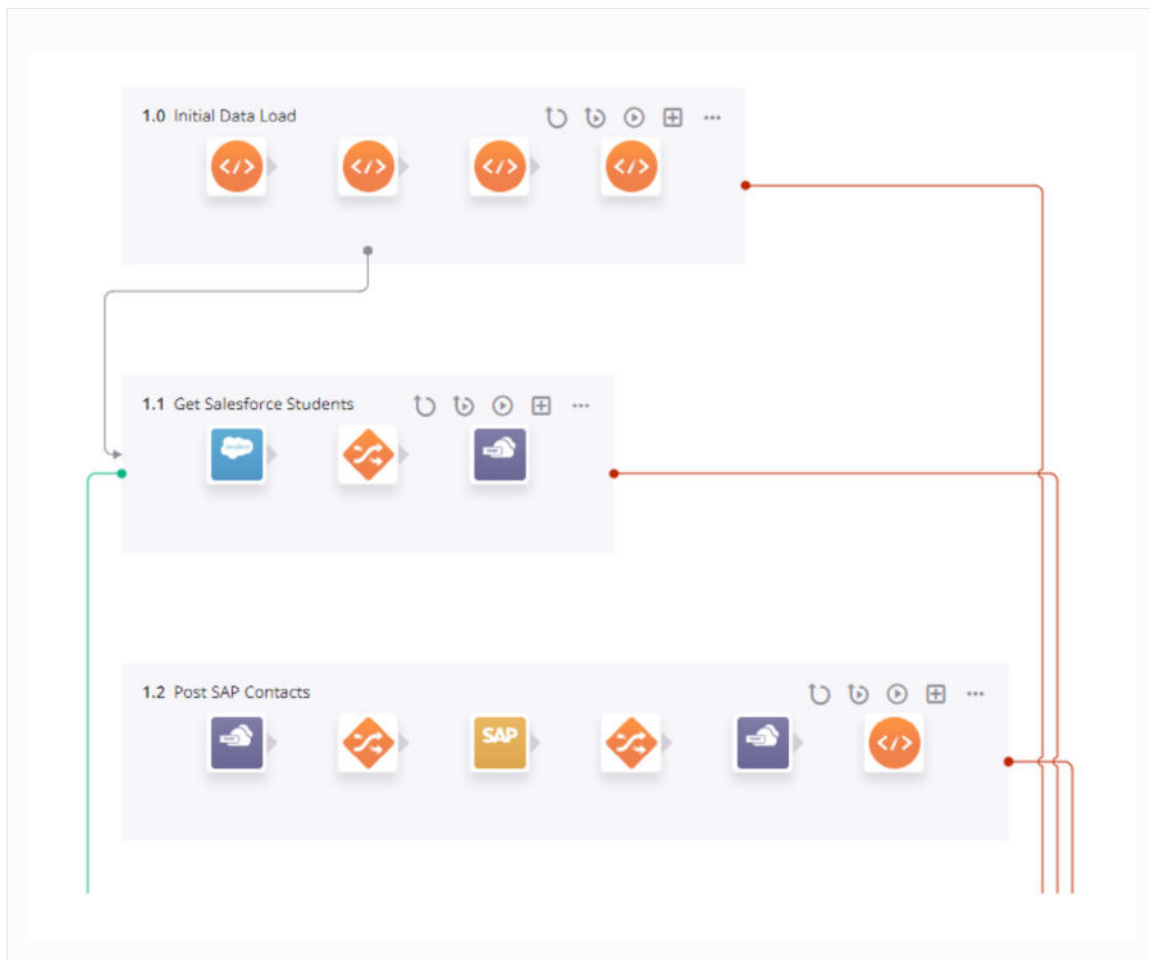 1.0 Initial Data Load
</>
</>
</>
</>
1.1 Get Salesforce Students
1.2 Post SAP Contacts
SAP
</>